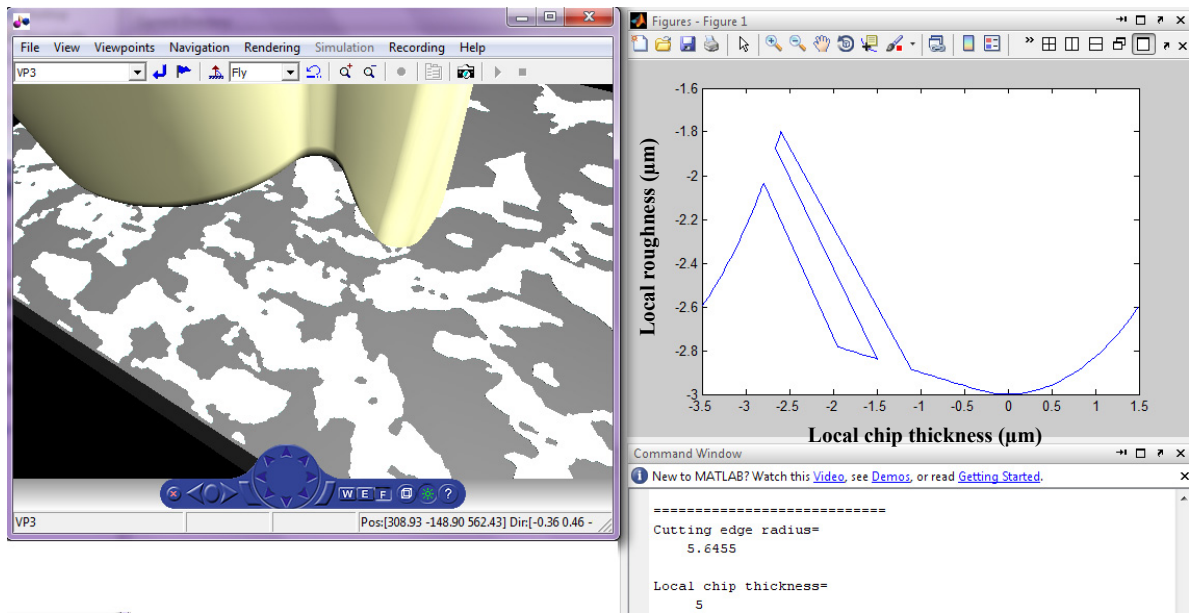 File View Viewpoints Navigation Rendering Simulation Recording Help
VP3 Fly
W E F ?
VP3 Pos:[308.93 -148.90 562.43] Dir:[-0.36 0.46 -
Figures - Figure 1
Local roughness (μm)
-1.6
-1.8
-2
-2.2
-2.4
-2.6
-2.8
-3
-3.5 -3 -2.5 -2 -1.5 -1 -0.5 0 0.5 1 1.5
Local chip thickness (μm)
Command Window
New to MATLAB? Watch this Video, see Demos, or read Getting Started.
============================
Cutting edge radius=
5.6455
Local chip thickness=
5